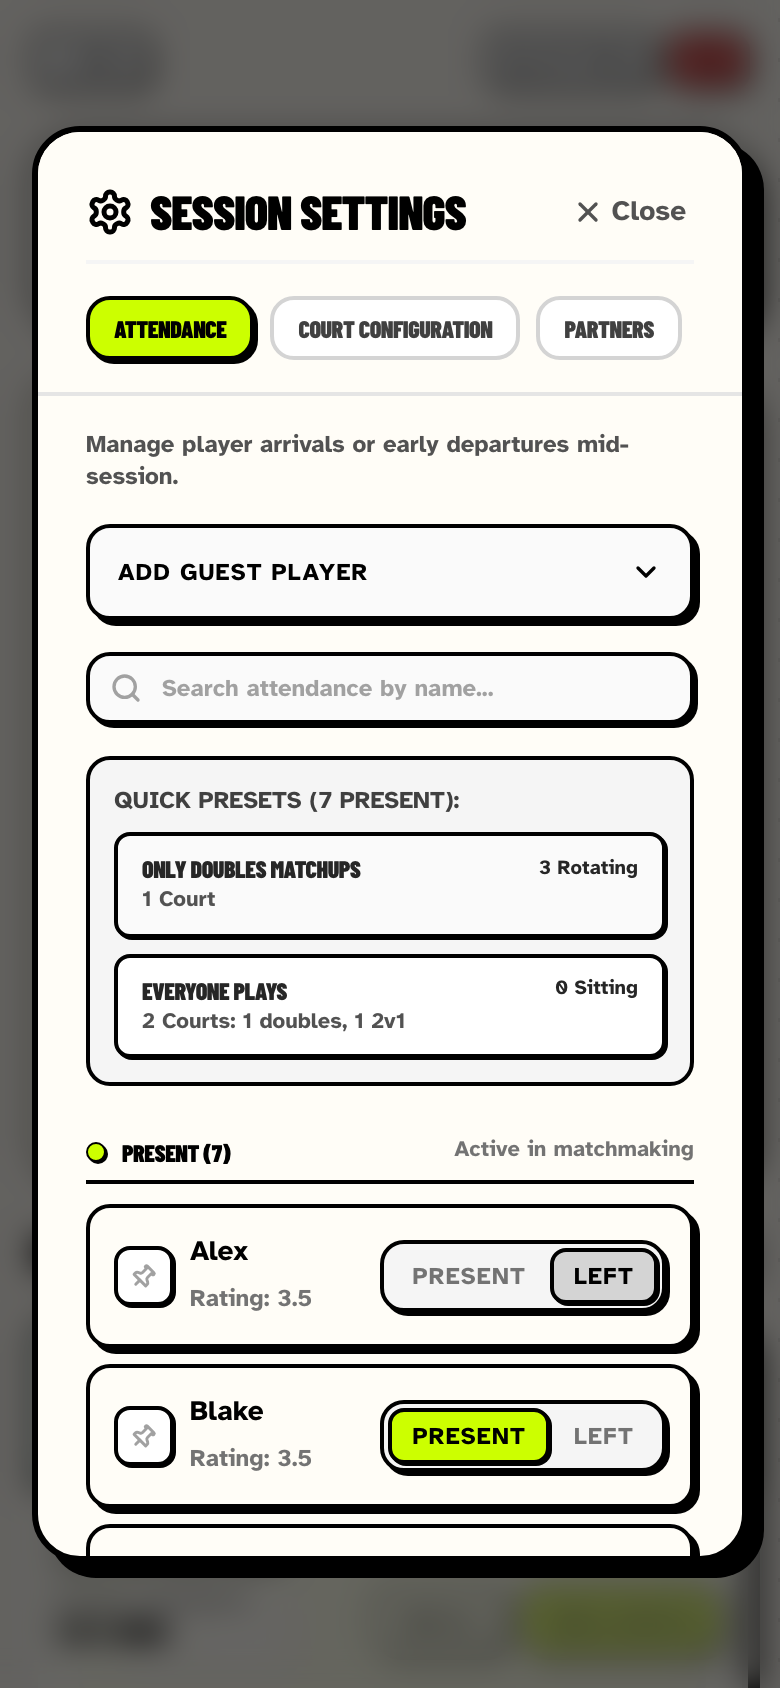 SESSION SETTINGS
Close
ATTENDANCE
COURT CONFIGURATION
PARTNERS
Manage player arrivals or early departures mid-
session.
ADD GUEST PLAYER
Search attendance by name...
QUICK PRESETS (7 PRESENT):
ONLY DOUBLES MATCHUPS
3 Rotating
1 Court
EVERYONE PLAYS
0 Sitting
2 Courts: 1 doubles, 1 2v1
PRESENT (7)
Active in matchmaking
Alex
Rating: 3.5
PRESENT
LEFT
Blake
Rating: 3.5
PRESENT
LEFT